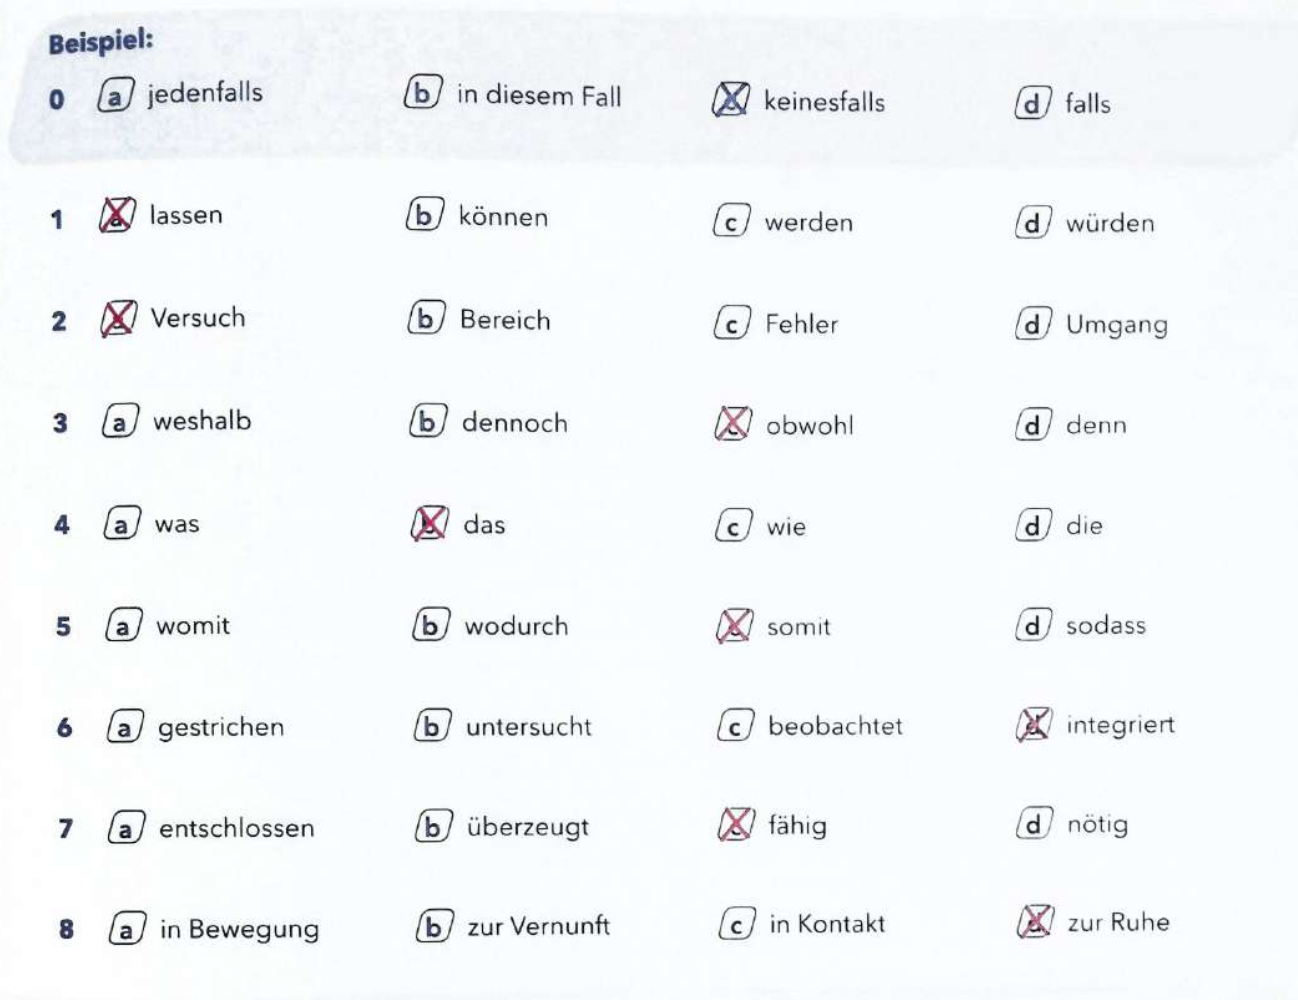 Beispiel:
0 a jedenfalls b in diesem Fall keinesfalls d falls
1 a lassen b können c werden d würden
2 Versuch b Bereich c Fehler d Umgang
3 a weshalb b dennoch obwohl d denn
4 a was das c wie d die
5 a womit b wodurch somit d sodass
6 a gestrichen b untersucht c beobachtet d integriert
7 a entschlossen b überzeugt fähig d nötig
8 a in Bewegung b zur Vernunft c in Kontakt d zur Ruhe